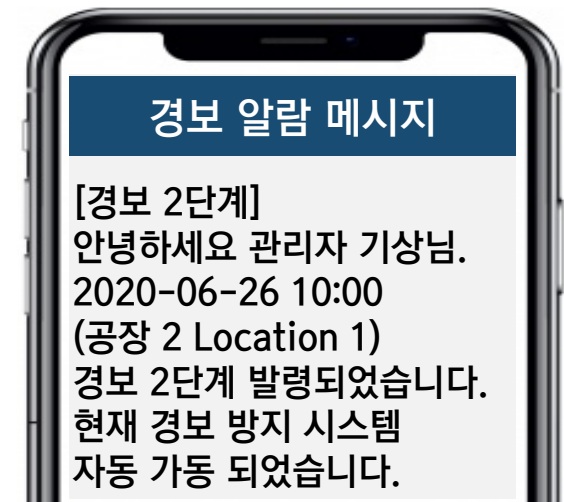 경보 알람 메시지
[경보 2단계]
안녕하세요 관리자 기상님.
2020-06-26 10:00
(공장 2 Location 1)
경보 2단계 발령되었습니다.
현재 경보 방지 시스템
자동 가동 되었습니다.